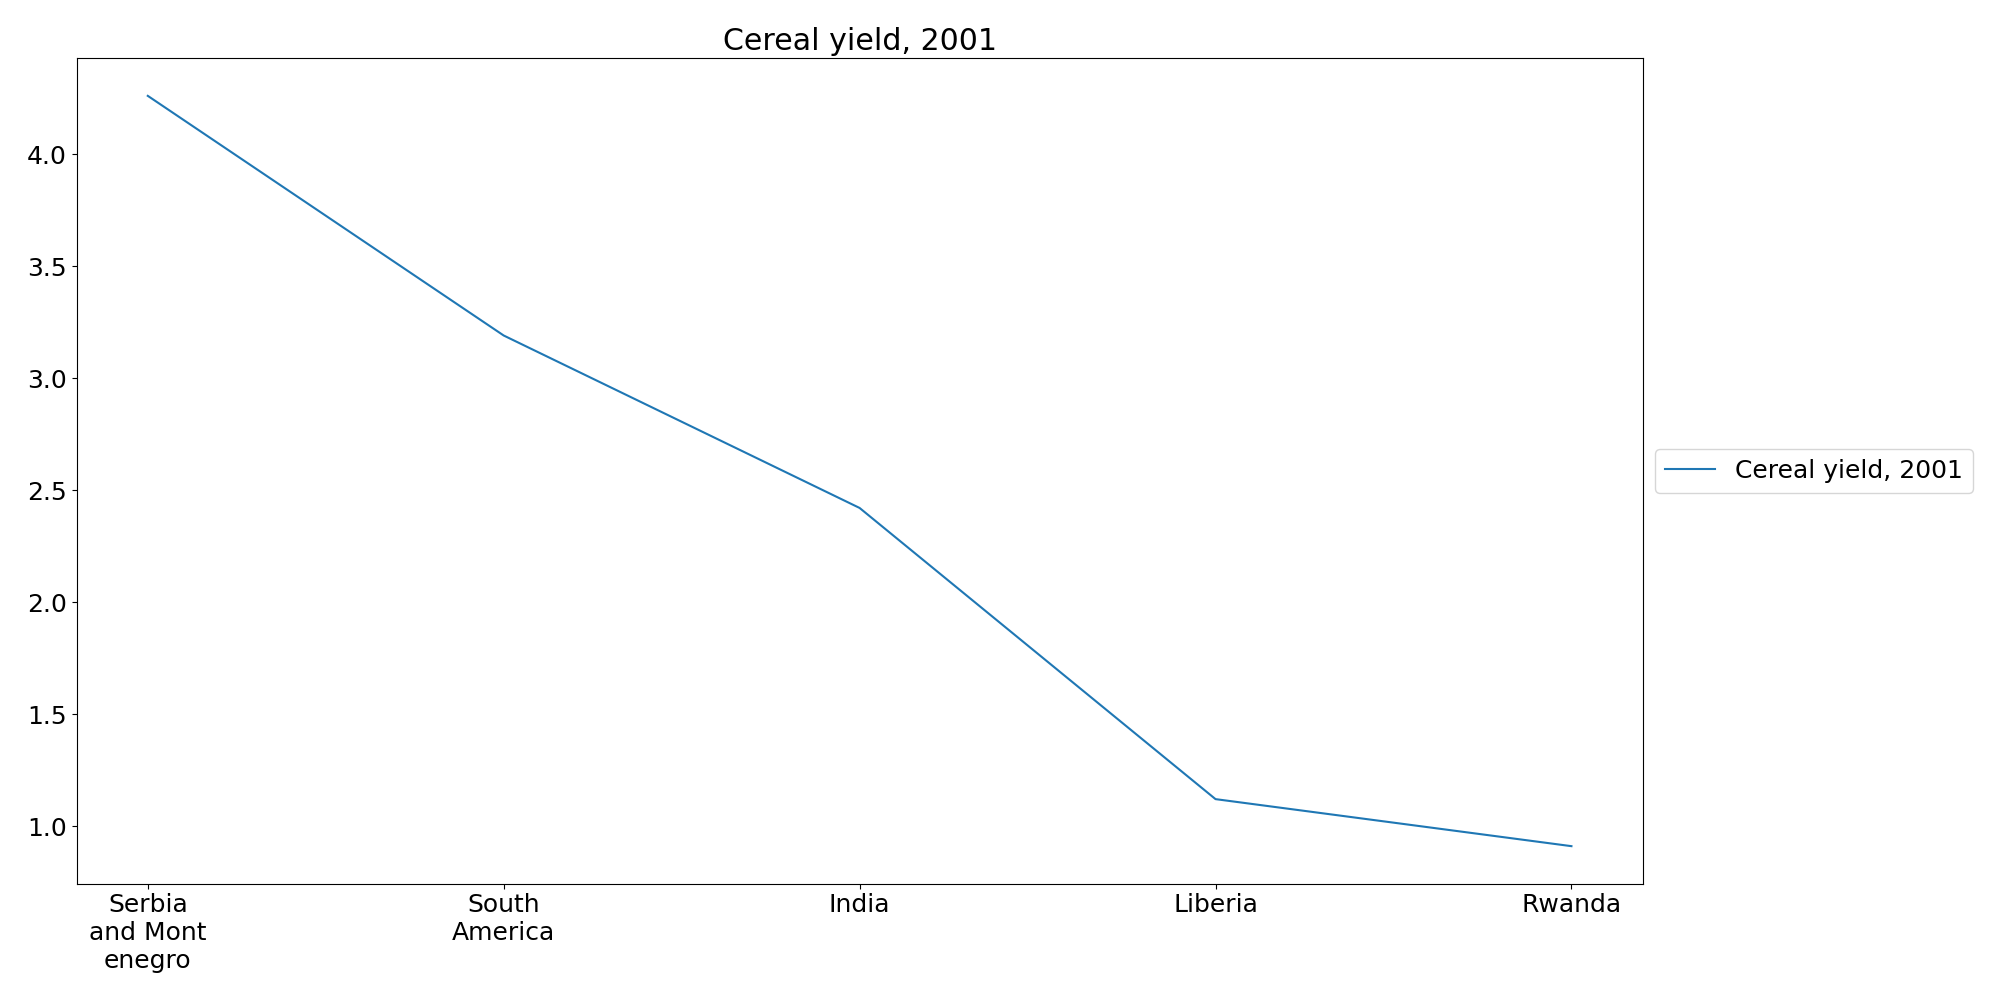 Cereal yield, 2001
4.0
3.5
3.0
2.5
2.0
1.5
1.0
Serbia
and Mont
enegro
South
America
India
Liberia
Rwanda
Cereal yield, 2001